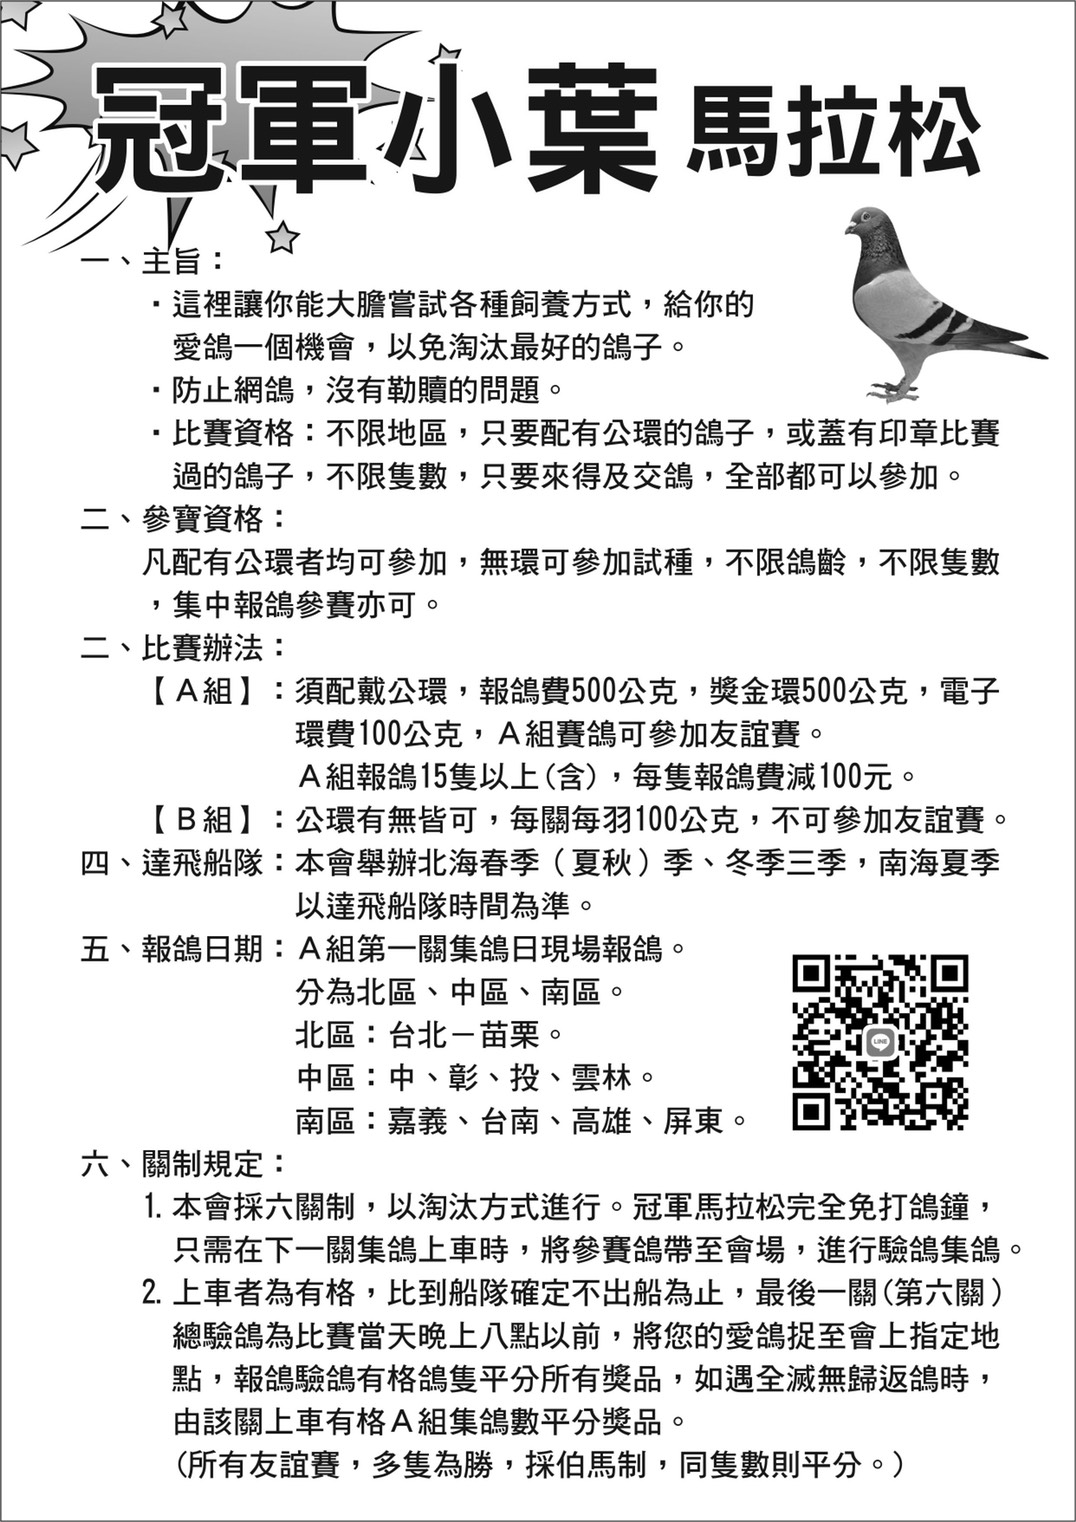 冠軍小葉 馬拉松
一、主旨：
・這裡讓你能大膽嘗試各種飼養方式，給你的
愛鴿一個機會，以免淘汰最好的鴿子。
・防止網鴿，沒有勒贖的問題。
・比賽資格：不限地區，只要配有公環的鴿子，或蓋有印章比賽
過的鴿子，不限隻數，只要來得及交鴿，全部都可以參加。
二、參寶資格：
凡配有公環者均可參加，無環可參加試種，不限鴿齡，不限隻數
，集中報鴿參賽亦可。
二、比賽辦法：
【A組】：須配戴公環，報鴿費500公克，獎金環500公克，電子
環費100公克，A組賽鴿可參加友誼賽。
A組報鴿15隻以上(含)，每隻報鴿費減100元。
【B組】：公環有無皆可，每關每羽100公克，不可參加友誼賽。
四、達飛船隊：本會舉辦北海春季（夏秋）季、冬季三季，南海夏季
以達飛船隊時間為準。
五、報鴿日期：A組第一關集鴿日現場報鴿。
分為北區、中區、南區。
北區：台北－苗栗。
中區：中、彰、投、雲林。
南區：嘉義、台南、高雄、屏東。
LINE
六、關制規定：
1. 本會採六關制，以淘汰方式進行。冠軍馬拉松完全免打鴿鐘，
只需在下一關集鴿上車時，將參賽鴿帶至會場，進行驗鴿集鴿。
2. 上車者為有格，比到船隊確定不出船為止，最後一關(第六關)
總驗鴿為比賽當天晚上八點以前，將您的愛鴿捉至會上指定地
點，報鴿驗鴿有格鴿隻平分所有獎品，如遇全滅無歸返鴿時，
由該關上車有格A組集鴿數平分獎品。
(所有友誼賽，多隻為勝，採伯馬制，同隻數則平分。)